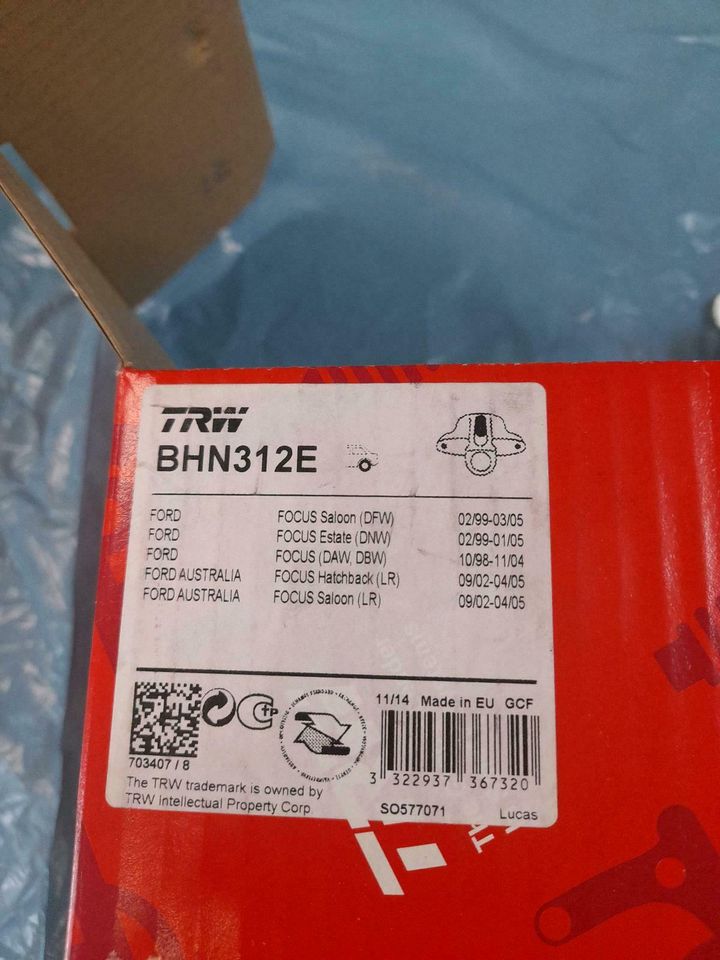 TRW
BHN312E
FORD FOCUS Saloon (DFW) 02/99-03/05
FORD FOCUS Estate (DNW) 02/99-01/05
FORD FOCUS (DAW, DBW) 10/98-11/04
FORD AUSTRALIA FOCUS Hatchback (LR) 09/02-04/05
FORD AUSTRALIA FOCUS Saloon (LR) 09/02-04/05
11/14 Made in EU GCF
703407 / 8
3 322937 367320
The TRW trademark is owned by
TRW Intellectual Property Corp.
SO577071 Lucas